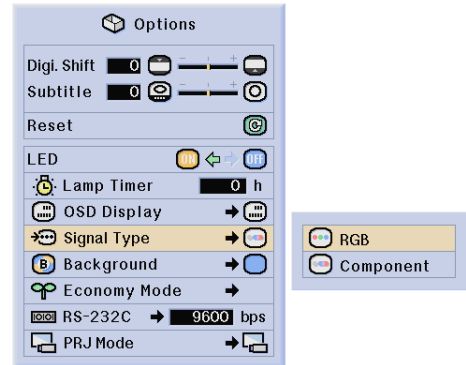 Options
Digi. Shift 0
Subtitle 0
Reset
LED ON OFF
Lamp Timer 0 h
OSD Display
Signal Type
B Background
Economy Mode
IOIOI RS-232C 9600 bps
PRJ Mode
RGB
Component